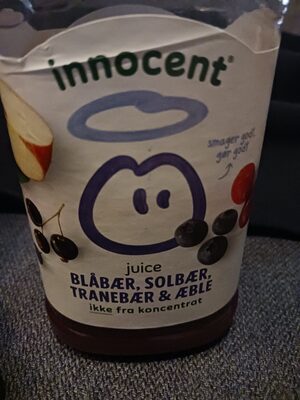 innocent®
smager godt,
gør godt
juice
BLÅBÆR, SOLBÆR,
TRANEBÆR & ÆBLE
ikke fra koncentrat